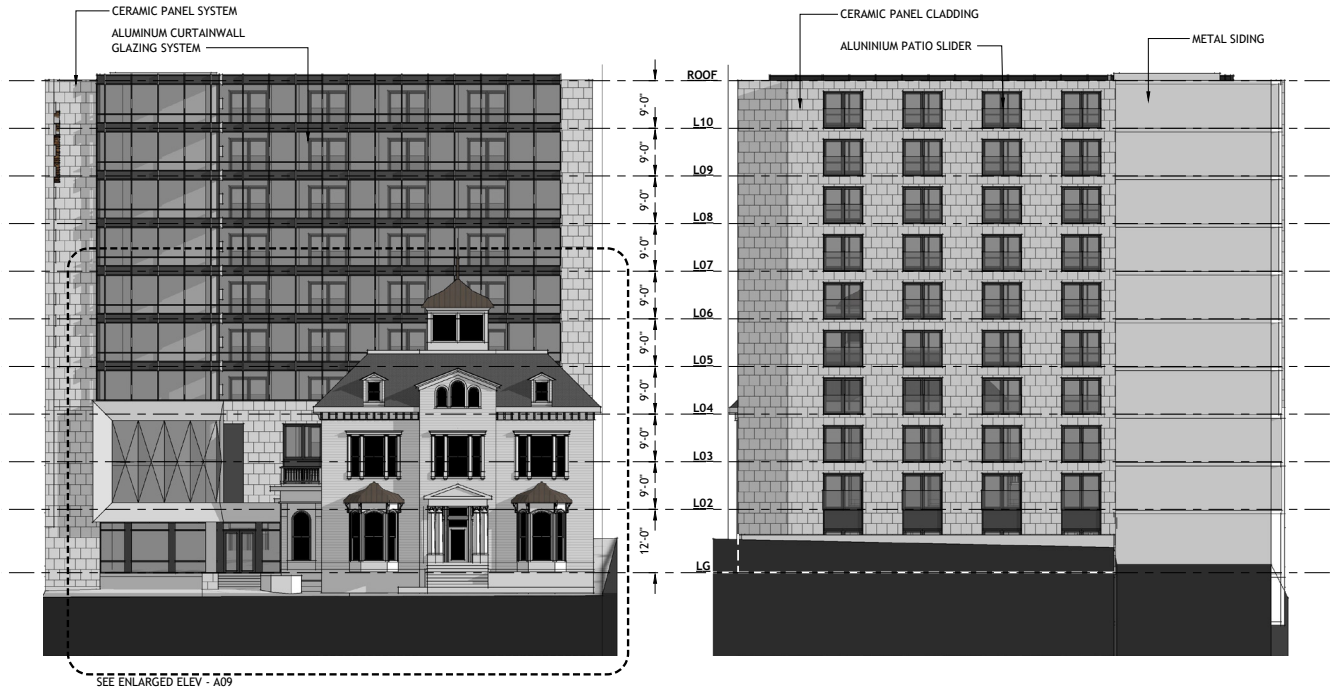 CERAMIC PANEL SYSTEM
ALUMINUM CURTAINWALL
GLAZING SYSTEM
CERAMIC PANEL CLADDING
ALUNINIUM PATIO SLIDER
METAL SIDING
ROOF
9'-0"
L10
9'-0"
L09
9'-0"
L08
9'-0"
L07
9'-0"
L06
9'-0"
L05
9'-0"
L04
9'-0"
L03
9'-0"
L02
12'-0"
LG
SEE ENLARGED ELEV - A09